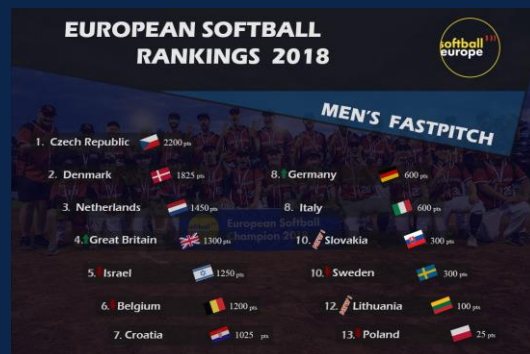 EUROPEAN SOFTBALL
RANKINGS 2018
softball
europe
MEN'S FASTPITCH
1. Czech Republic 2200 pts
2. Denmark 1825 pts
3. Netherlands 1450 pts
4. Great Britain 1300 pts
5. Israel 1250 pts
6. Belgium 1200 pts
7. Croatia 1025 pts
8. Germany 600 pts
8. Italy 600 pts
10. NEW! Slovakia 300 pts
10. Sweden 300 pts
12. NEW! Lithuania 100 pts
13. Poland 25 pts
European Softball
Champion